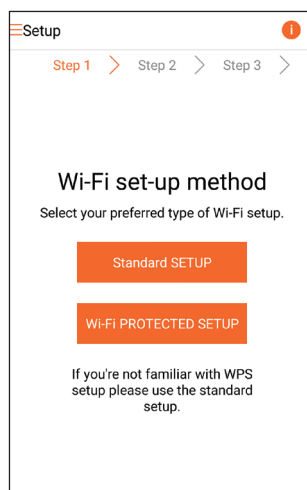 Setup i
Step 1 Step 2 Step 3
Wi-Fi set-up method
Select your preferred type of Wi-Fi setup.
Standard SETUP
Wi-Fi PROTECTED SETUP
If you're not familiar with WPS
setup please use the standard
setup.